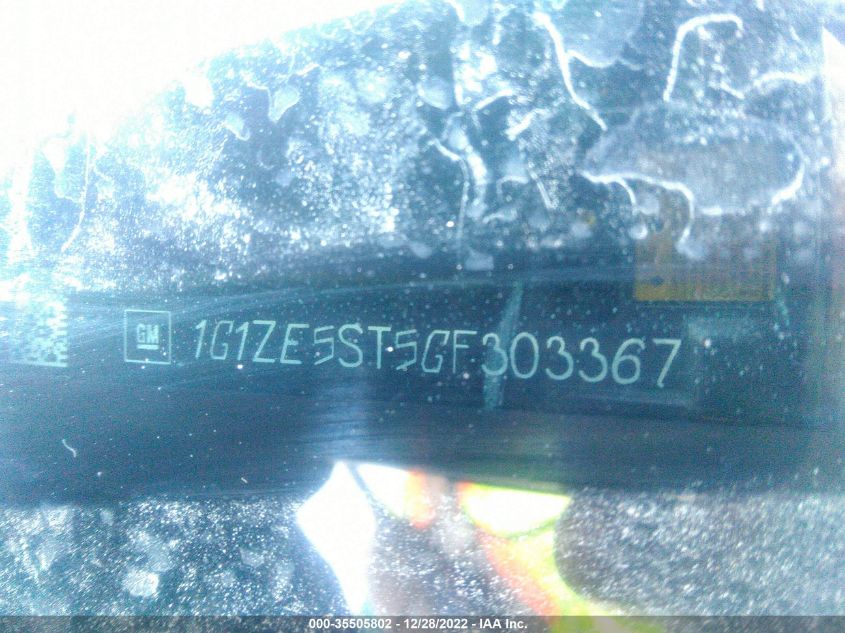 GM 1G1ZE5ST5GF303367
000-35505802 - 12/28/2022 - IAA Inc.